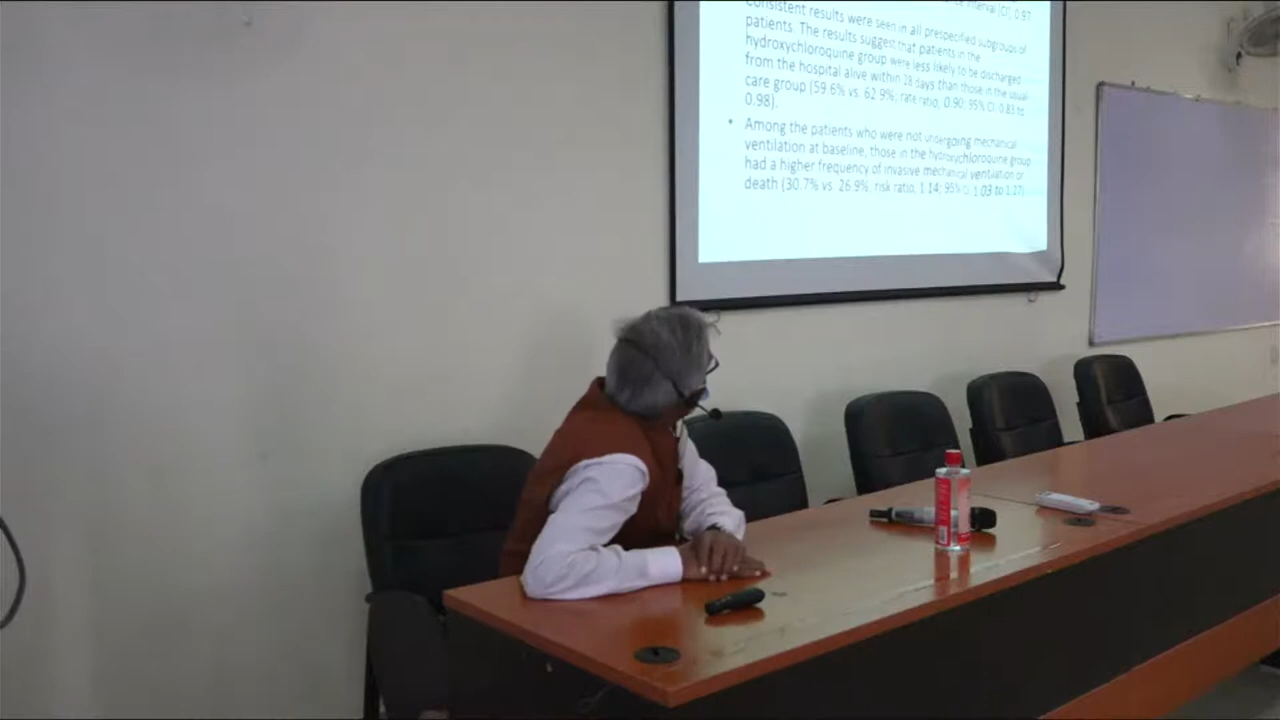 interval [CI], 0.97
Consistent results were seen in all prespecified subgroups of
patients. The results suggest that patients in the
hydroxychloroquine group were less likely to be discharged
from the hospital alive within 28 days than those in the usual-
care group (59.6% vs. 62.9%; rate ratio, 0.90; 95% CI, 0.83 to
0.98).
• Among the patients who were not undergoing mechanical
ventilation at baseline, those in the hydroxychloroquine group
had a higher frequency of invasive mechanical ventilation or
death (30.7% vs. 26.9%. risk ratio, 1.14; 95% CI, 1.03 to 1.27)